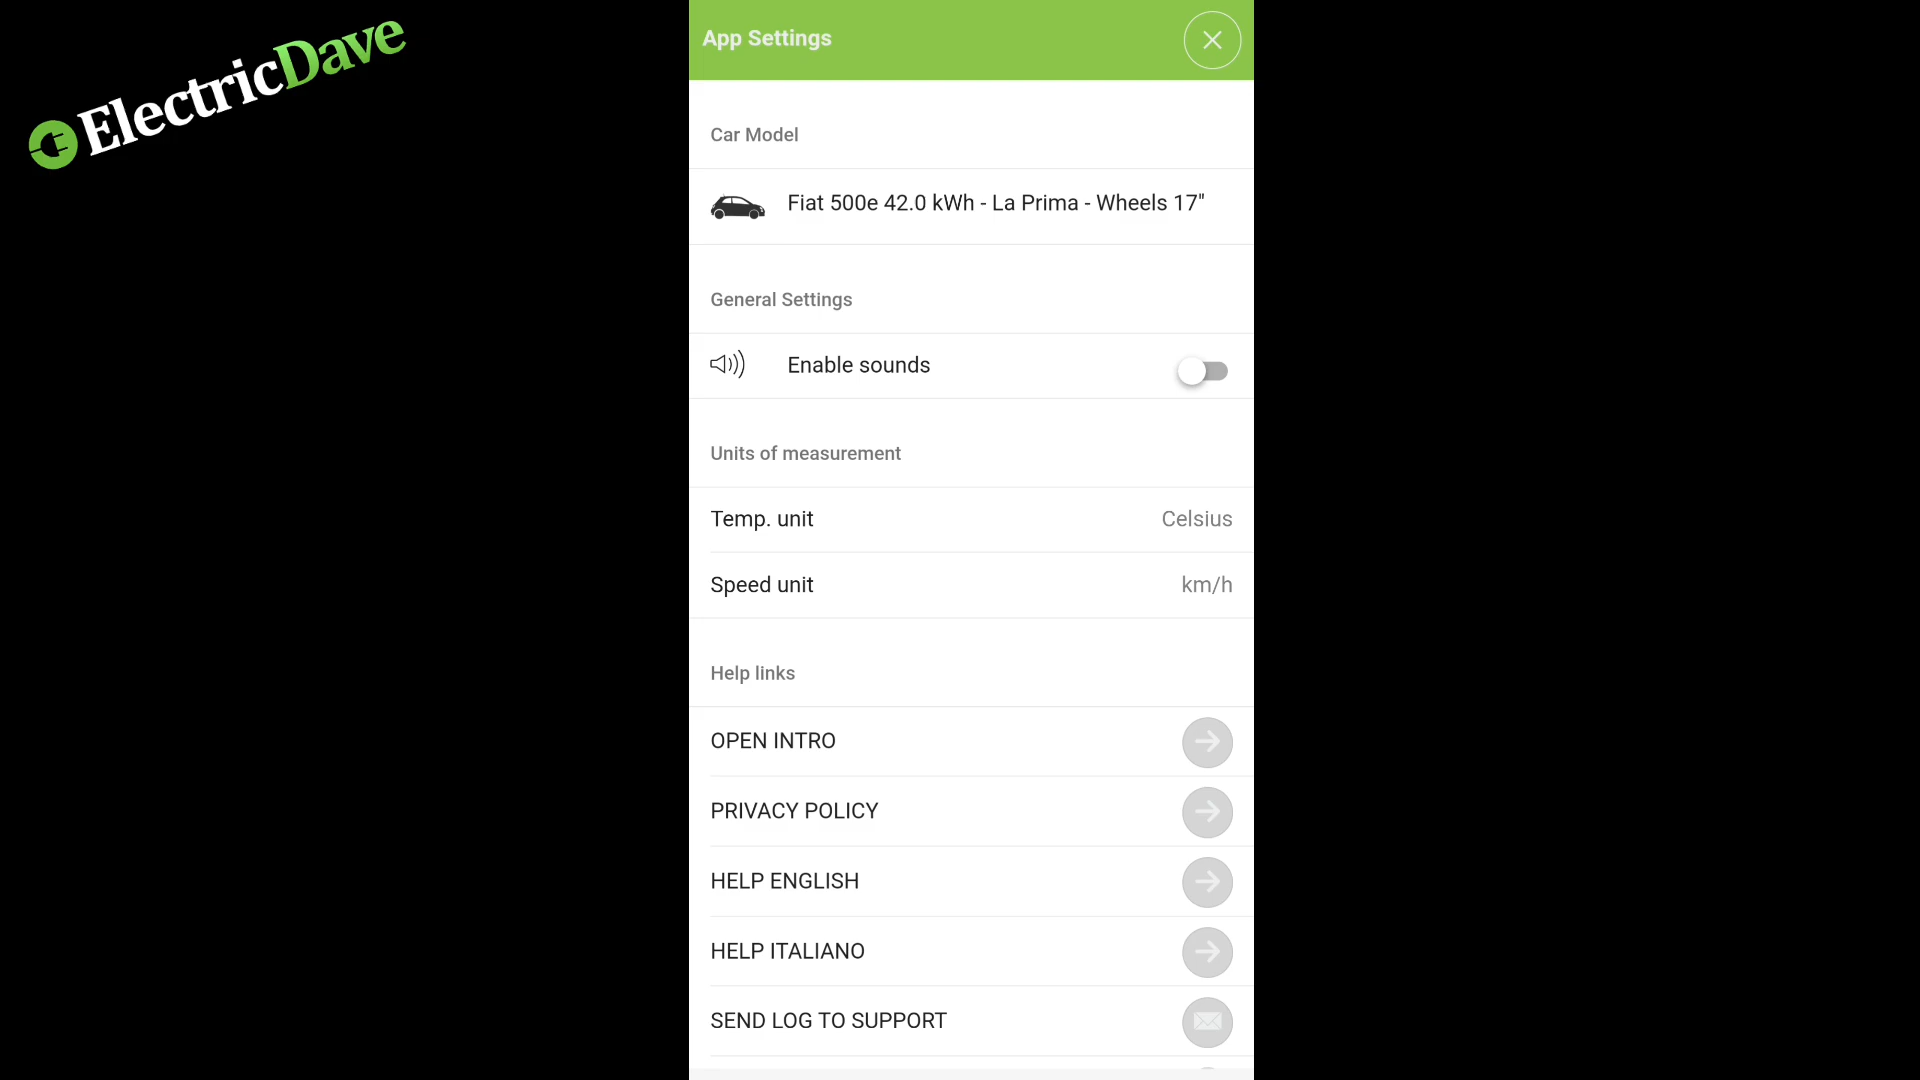 ElectricDave
App Settings
Car Model
Fiat 500e 42.0 kWh - La Prima - Wheels 17"
General Settings
Enable sounds
Units of measurement
Temp. unit Celsius
Speed unit km/h
Help links
OPEN INTRO
PRIVACY POLICY
HELP ENGLISH
HELP ITALIANO
SEND LOG TO SUPPORT